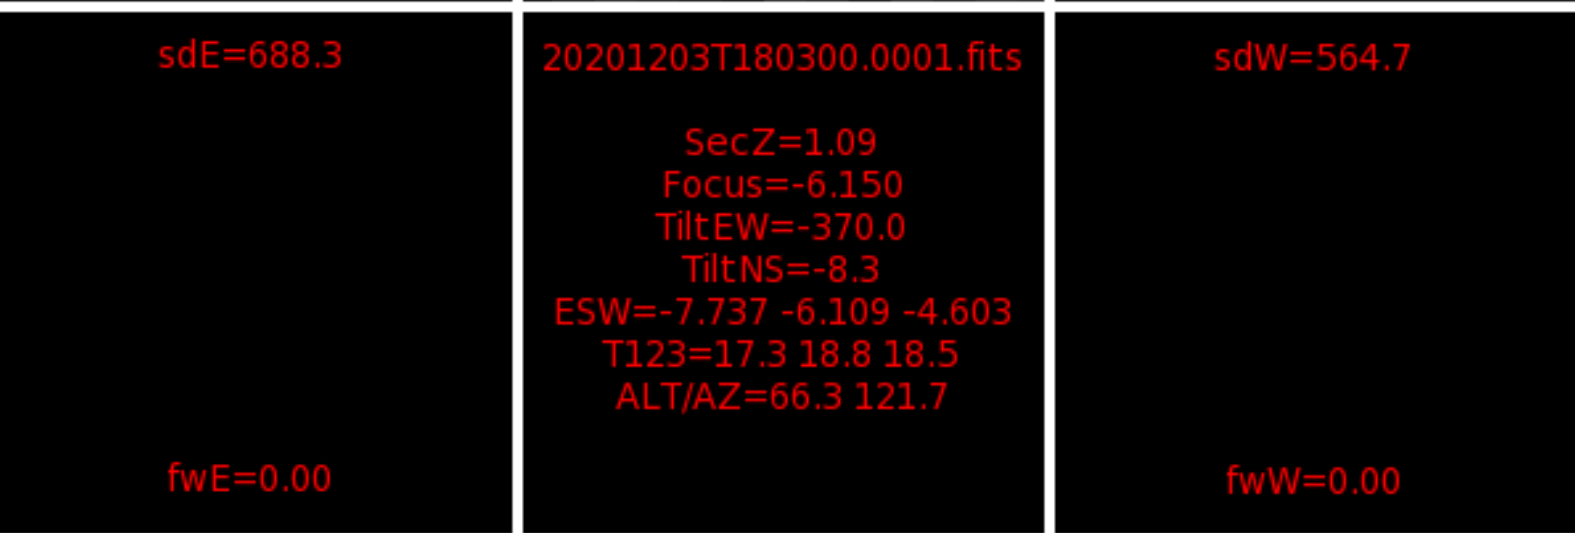 sdE=688.3
20201203T180300.0001.fits
sdW=564.7
SecZ=1.09
Focus=-6.150
TiltEW=-370.0
TiltNS=-8.3
ESW=-7.737 -6.109 -4.603
T123=17.3 18.8 18.5
ALT/AZ=66.3 121.7
fwE=0.00
fwW=0.00